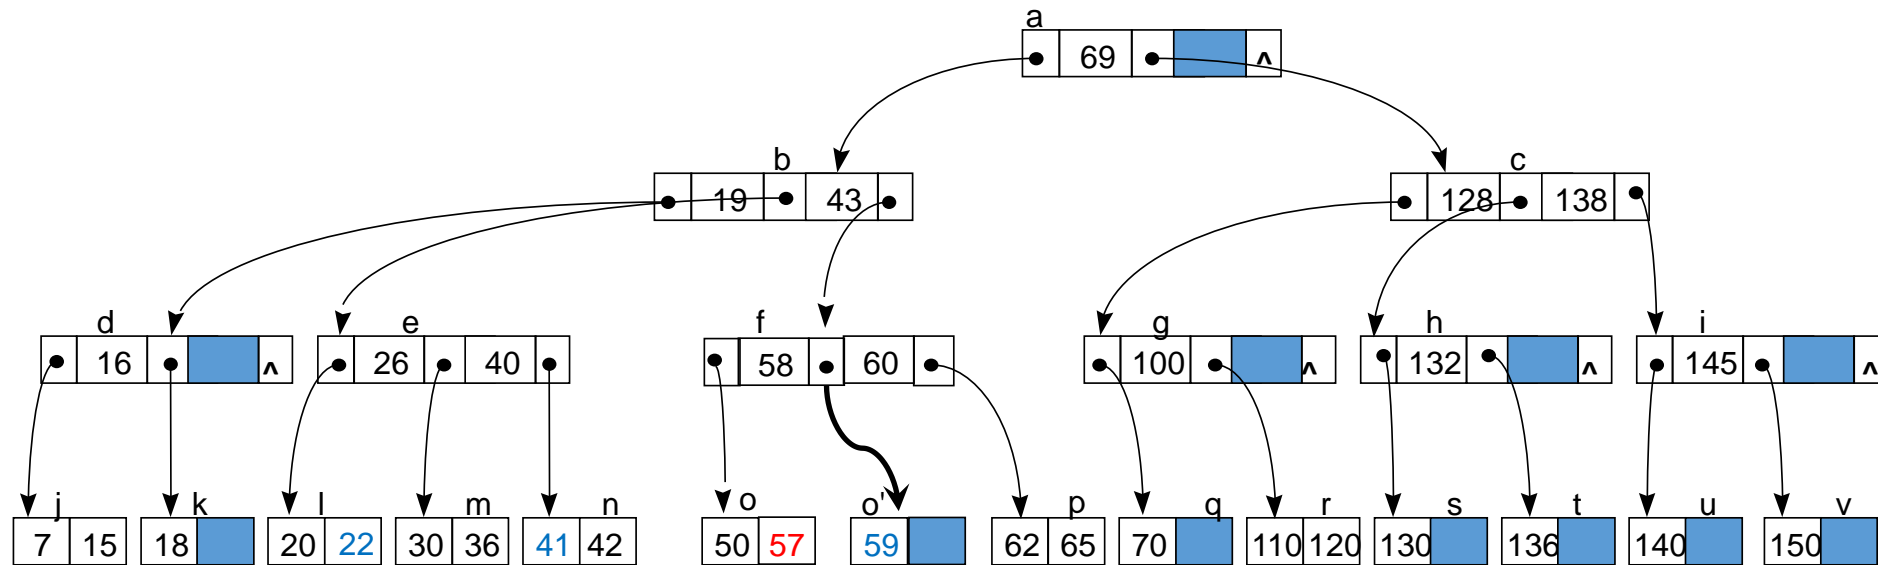 a
69 ^
b c
19 43 128 138
d e f g h i
16 ^ 26 40 58 60 100 ^ 132 ^ 145 ^
j k l m n o o' p q r s t u v
7 15 18 20 22 30 36 41 42 50 57 59 62 65 70 110 120 130 136 140 150